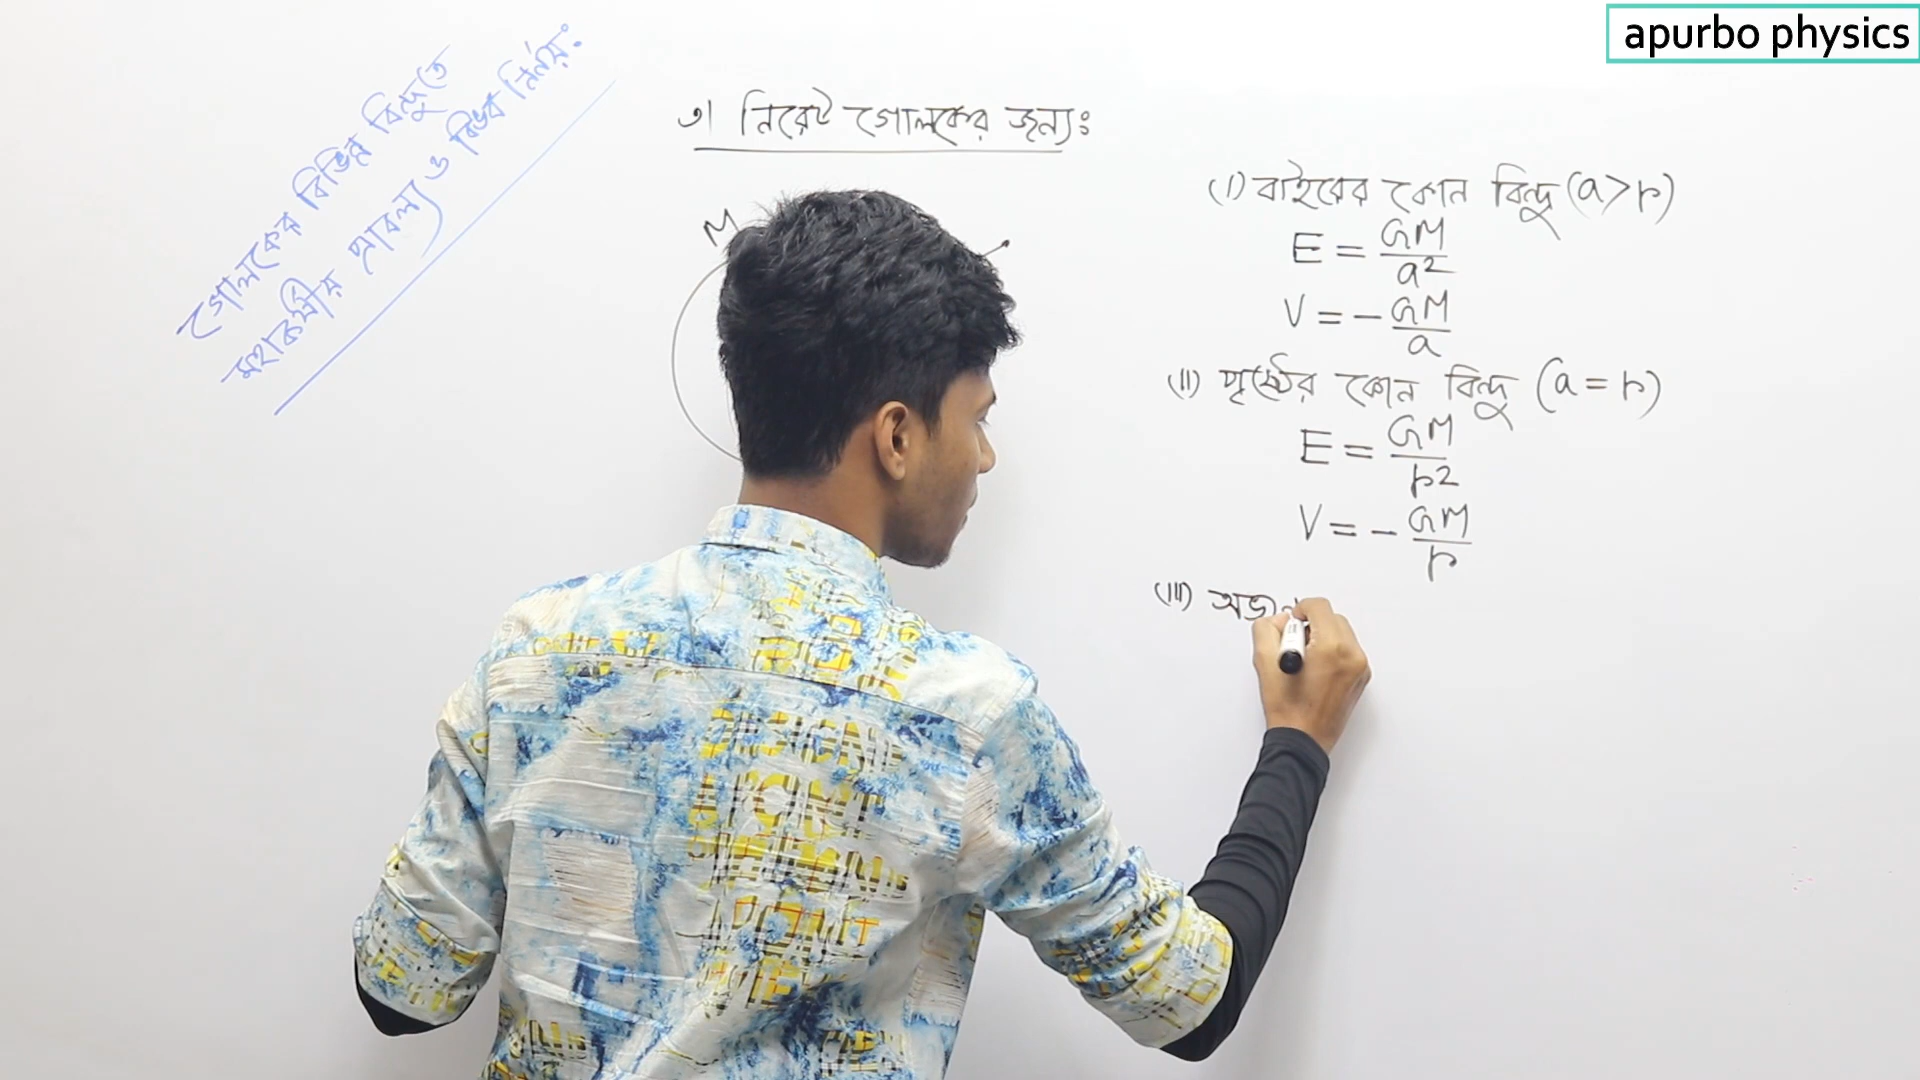 apurbo physics
গোলকের বিভিন্ন বিন্দুতে
মহাকর্ষীয় প্রাবল্য ও বিভব নির্ণয়ঃ
৩। নিরেট গোলকের জন্যঃ
M
(I) বাইরের কোন বিন্দু (a>r)
E = GM/a²
V = - GM/a
(II) পৃষ্ঠের কোন বিন্দু (a = r)
E = GM/r²
V = - GM/r
(III)